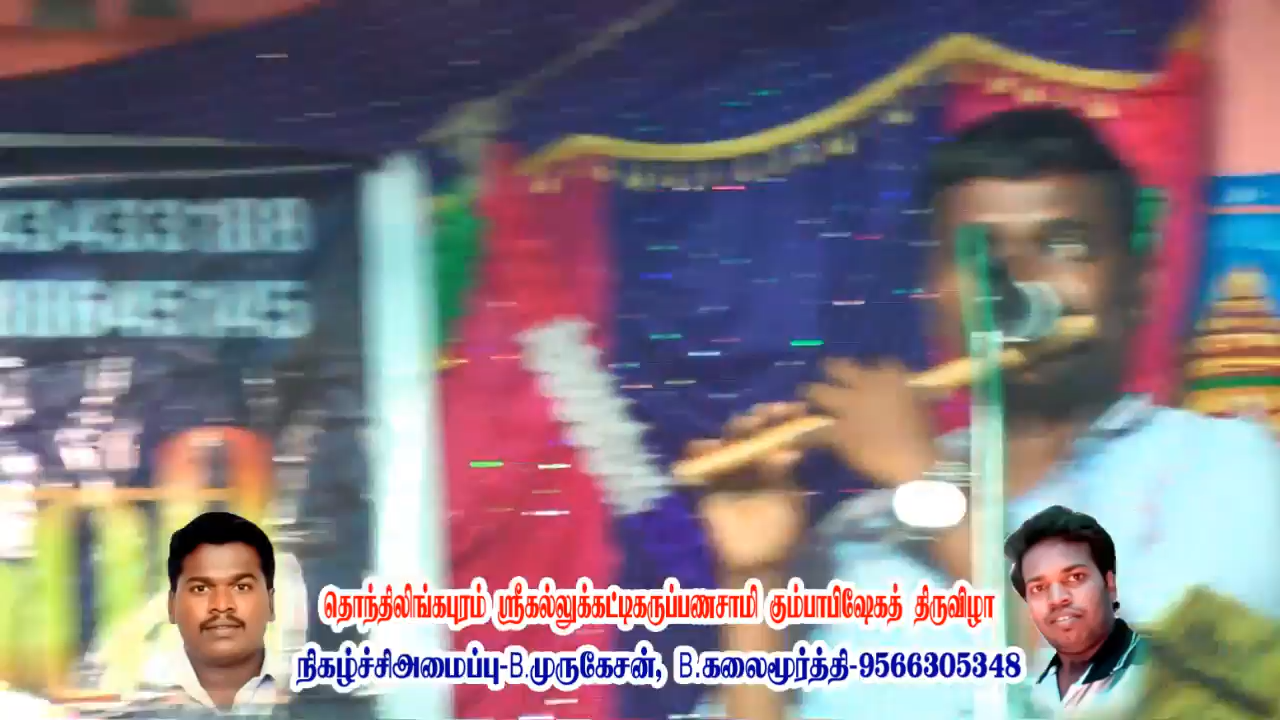 தொந்திலிங்கபுரம் ஸ்ரீகல்லுக்கட்டிகருப்பணசாமி கும்பாபிஷேகத் திருவிழா
நிகழ்ச்சிஅமைப்பு-B.முருகேசன், B.கலைமூர்த்தி-9566305348